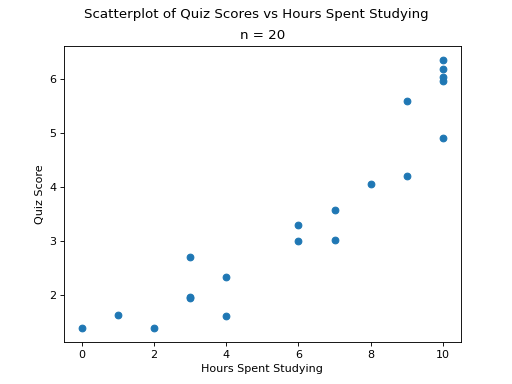 Scatterplot of Quiz Scores vs Hours Spent Studying
n = 20
6
5
4
3
2
Quiz Score
0 2 4 6 8 10
Hours Spent Studying